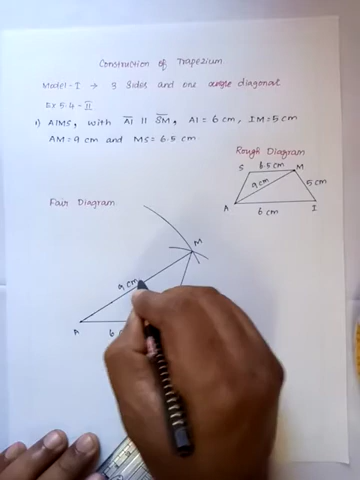 Construction of Trapezium
Model-I → 3 Sides and one diagonal
Ex 5.4 - II
1) AIMS, with AI || SM, AI = 6 cm, IM = 5 cm
AM = 9 cm and MS = 6.5 cm
Rough Diagram
S 6.5 cm M
9 cm 5 cm
A 6 cm I
Fair Diagram
M
9 cm
A 6